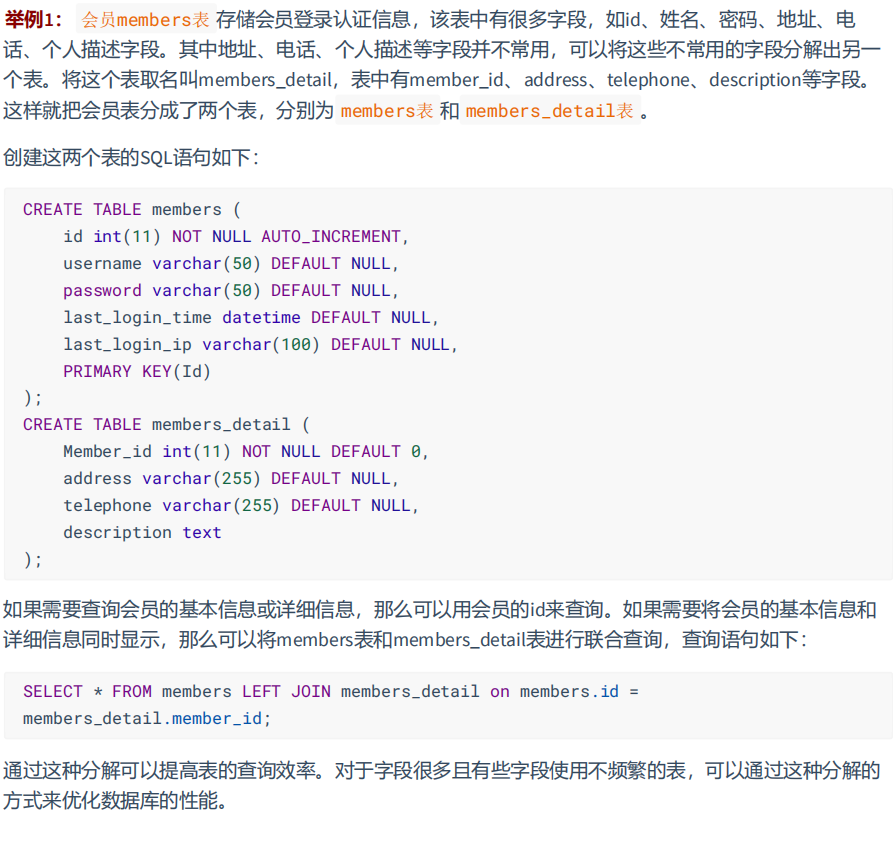 举例1： 会员members表 存储会员登录认证信息，该表中有很多字段，如id、姓名、密码、地址、电
话、个人描述字段。其中地址、电话、个人描述等字段并不常用，可以将这些不常用的字段分解出另一
个表。将这个表取名叫members_detail，表中有member_id、address、telephone、description等字段。
这样就把会员表分成了两个表，分别为 members表 和 members_detail表 。
创建这两个表的SQL语句如下：
CREATE TABLE members (
    id int(11) NOT NULL AUTO_INCREMENT,
    username varchar(50) DEFAULT NULL,
    password varchar(50) DEFAULT NULL,
    last_login_time datetime DEFAULT NULL,
    last_login_ip varchar(100) DEFAULT NULL,
    PRIMARY KEY(Id)
);
CREATE TABLE members_detail (
    Member_id int(11) NOT NULL DEFAULT 0,
    address varchar(255) DEFAULT NULL,
    telephone varchar(255) DEFAULT NULL,
    description text
);
如果需要查询会员的基本信息或详细信息，那么可以用会员的id来查询。如果需要将会员的基本信息和
详细信息同时显示，那么可以将members表和members_detail表进行联合查询，查询语句如下：
SELECT * FROM members LEFT JOIN members_detail on members.id =
members_detail.member_id;
通过这种分解可以提高表的查询效率。对于字段很多且有些字段使用不频繁的表，可以通过这种分解的
方式来优化数据库的性能。